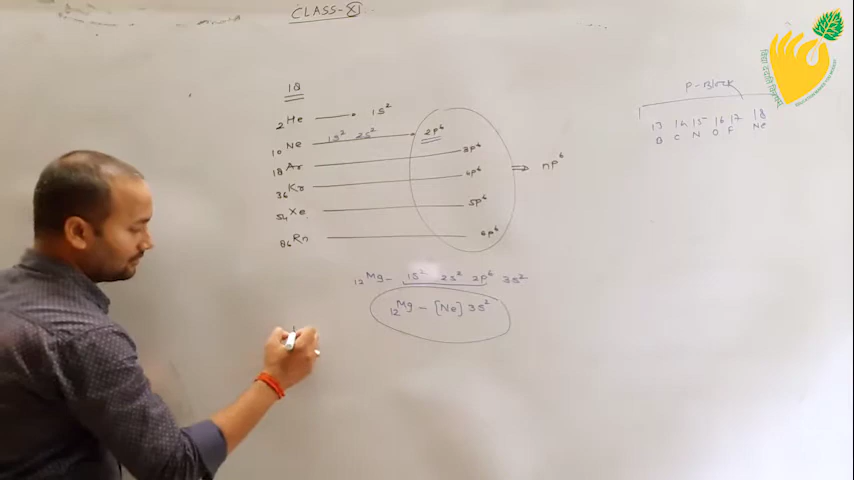 CLASS-XI
18
2He 1s²
10Ne 1s² 2s² 2p⁶
18Ar 3p⁶
36Kr 4p⁶
54Xe 5p⁶
86Rn 6p⁶
⇒ np⁶
12Mg - 1s² 2s² 2p⁶ 3s²
12Mg - [Ne] 3s²
P-Block
13 14 15 16 17 18
B C N O F Ne